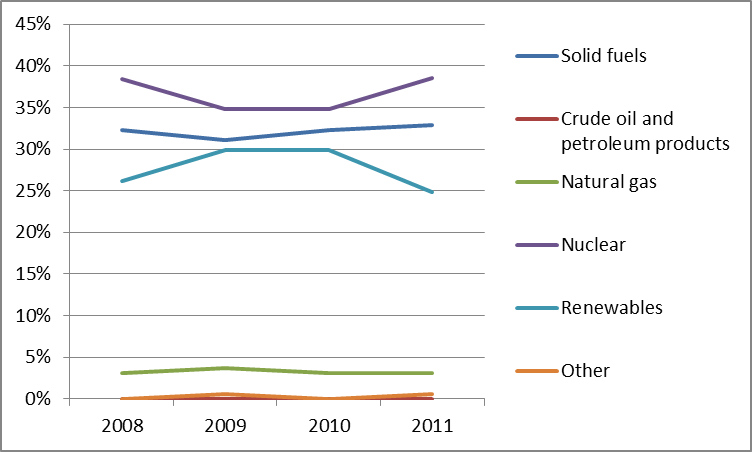 45%
40%
35%
30%
25%
20%
15%
10%
5%
0%
2008 2009 2010 2011
Solid fuels
Crude oil and
petroleum products
Natural gas
Nuclear
Renewables
Other